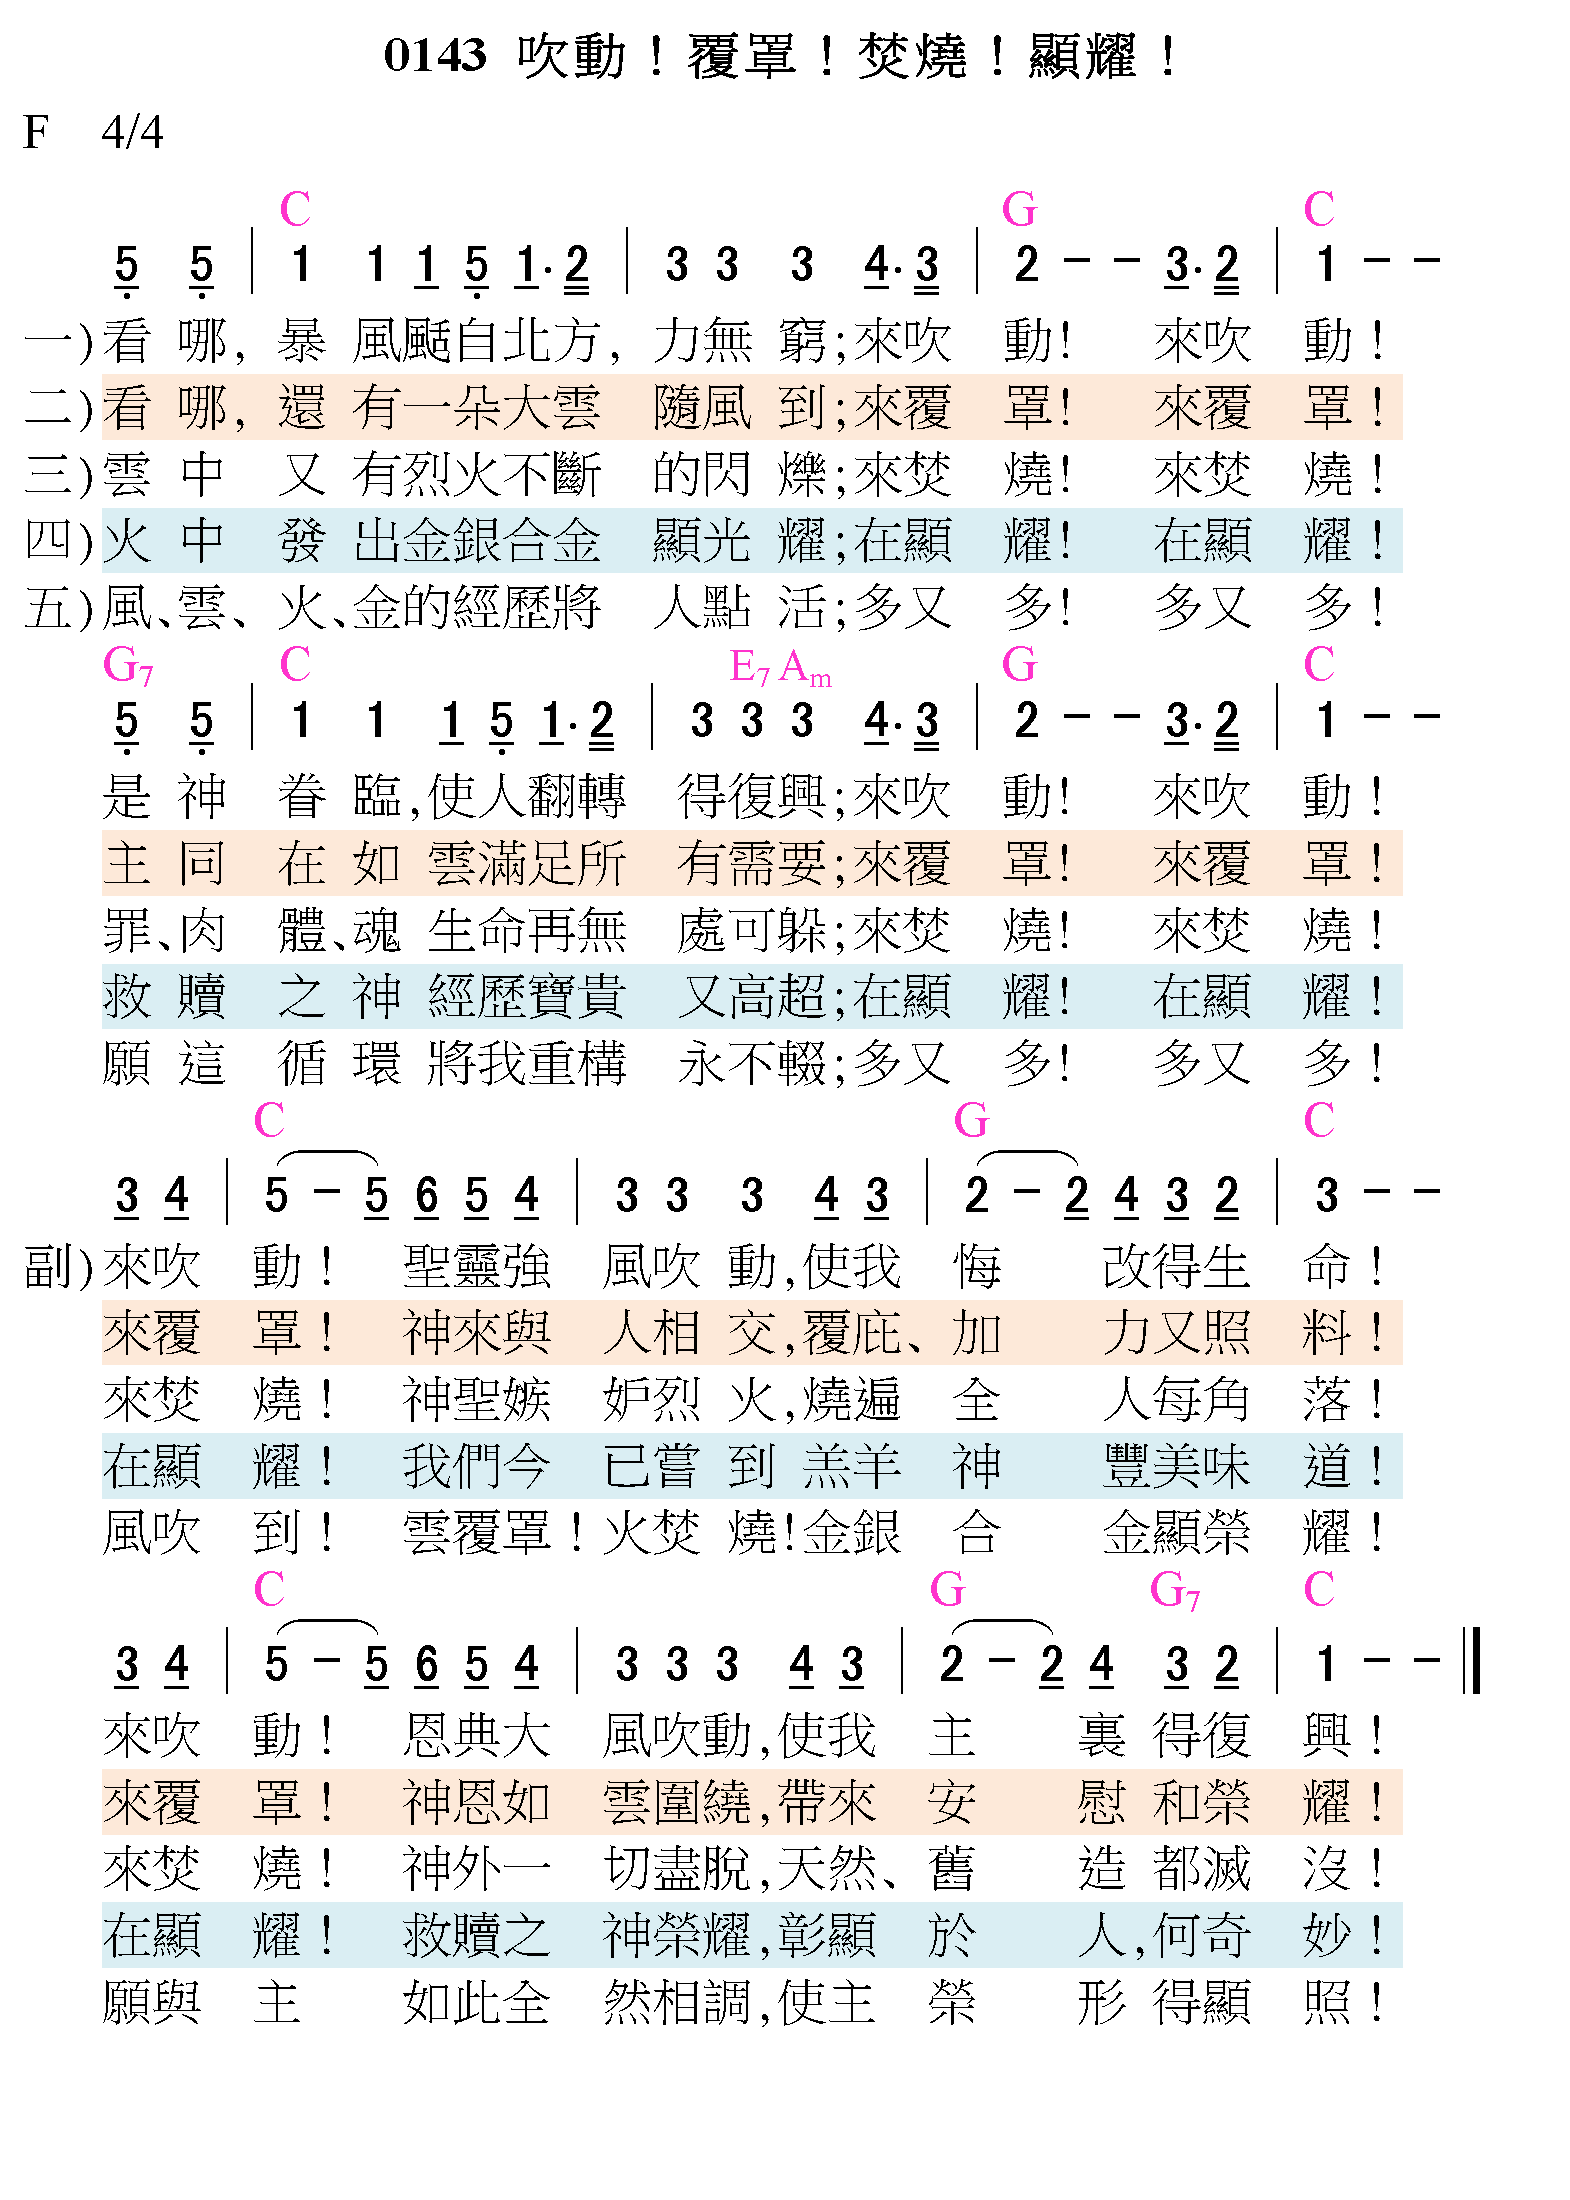 0143 吹動！覆罩！焚燒！顯耀！
F 4/4
C G C
5 5 | 1 1 1 5 1. 2 | 3 3 3 4. 3 | 2 - - 3. 2 | 1 - -
一)看 哪, 暴 風颳自北方, 力無 窮;來吹 動! 來吹 動！
二)看 哪, 還 有一朵大雲 隨風 到;來覆 罩! 來覆 罩！
三)雲 中 又 有烈火不斷 的閃 爍;來焚 燒! 來焚 燒！
四)火 中 發 出金銀合金 顯光 耀;在顯 耀! 在顯 耀！
五)風、雲、火、金的經歷將 人點 活;多又 多! 多又 多！
G7 C E7 Am G C
5 5 | 1 1 1 5 1. 2 | 3 3 3 4. 3 | 2 - - 3. 2 | 1 - -
是 神 眷 臨,使人翻轉 得復興;來吹 動! 來吹 動！
主 同 在 如 雲滿足所 有需要;來覆 罩! 來覆 罩！
罪、肉 體、魂 生命再無 處可躲;來焚 燒! 來焚 燒！
救 贖 之 神 經歷寶貴 又高超;在顯 耀! 在顯 耀！
願 這 循 環 將我重構 永不輟;多又 多! 多又 多！
C G C
3 4 | 5 - 5 6 5 4 | 3 3 3 4 3 | 2 - 2 4 3 2 | 3 - -
副)來吹 動！ 聖靈強 風吹 動,使我 悔 改得生 命！
來覆 罩！ 神來與 人相 交,覆庇、加 力又照 料！
來焚 燒！ 神聖嫉 妒烈 火,燒遍 全 人每角 落！
在顯 耀！ 我們今 已嘗 到 羔羊 神 豐美味 道！
風吹 到！ 雲覆罩！火焚 燒!金銀 合 金顯榮 耀！
C G G7 C
3 4 | 5 - 5 6 5 4 | 3 3 3 4 3 | 2 - 2 4 3 2 | 1 - -
來吹 動！ 恩典大 風吹動,使我 主 裏 得復 興！
來覆 罩！ 神恩如 雲圍繞,帶來 安 慰 和榮 耀！
來焚 燒！ 神外一 切盡脫,天然、舊 造 都滅 沒！
在顯 耀！ 救贖之 神榮耀,彰顯 於 人,何奇 妙！
願與 主 如此全 然相調,使主 榮 形 得顯 照！